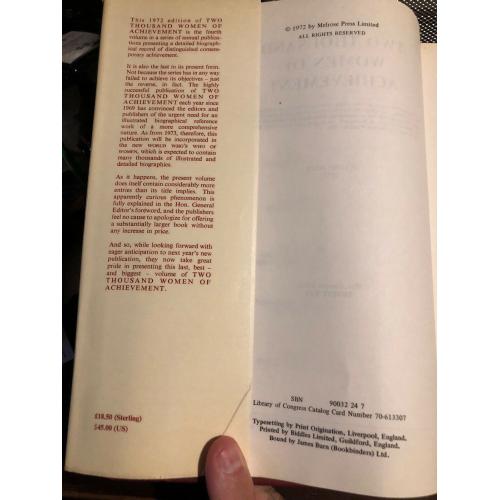 This 1972 edition of TWO
THOUSAND WOMEN OF
ACHIEVEMENT is the fourth
volume in a series of annual publica-
tions presenting a detailed biograph-
ical record of distinguished contem-
porary achievement.
It is also the last in its present form.
Not because the series has in any way
failed to achieve its objectives – just
the reverse, in fact. The highly
successful publication of TWO
THOUSAND WOMEN OF
ACHIEVEMENT each year since
1969 has convinced the editors and
publishers of the urgent need for an
illustrated biographical reference
work of a more comprehensive
nature. As from 1973, therefore, this
publication will be incorporated in
the new WORLD WHO'S WHO OF
WOMEN, which is expected to contain
many thousands of illustrated and
detailed biographies.
As it happens, the present volume
does itself contain considerably more
entries than its title implies. This
apparently curious phenomenon is
fully explained in the Hon. General
Editor's foreword, and the publishers
feel no cause to apologize for offering
a substantially larger book without
any increase in price.
And so, while looking forward with
eager anticipation to next year's new
publication, they now take great
pride in presenting this last, best –
and biggest – volume of TWO
THOUSAND WOMEN OF
ACHIEVEMENT.
£18.50 (Sterling)
$45.00 (US)
© 1972 by Melrose Press Limited
ALL RIGHTS RESERVED
TWO THOUSAND
WOMEN OF
ACHIEVEMENT
SBN 90032 24 7
Library of Congress Catalog Card Number 70-613307
Typesetting by Print Origination, Liverpool, England.
Printed by Biddles Limited, Guildford, England.
Bound by James Burn (Bookbinders) Ltd.